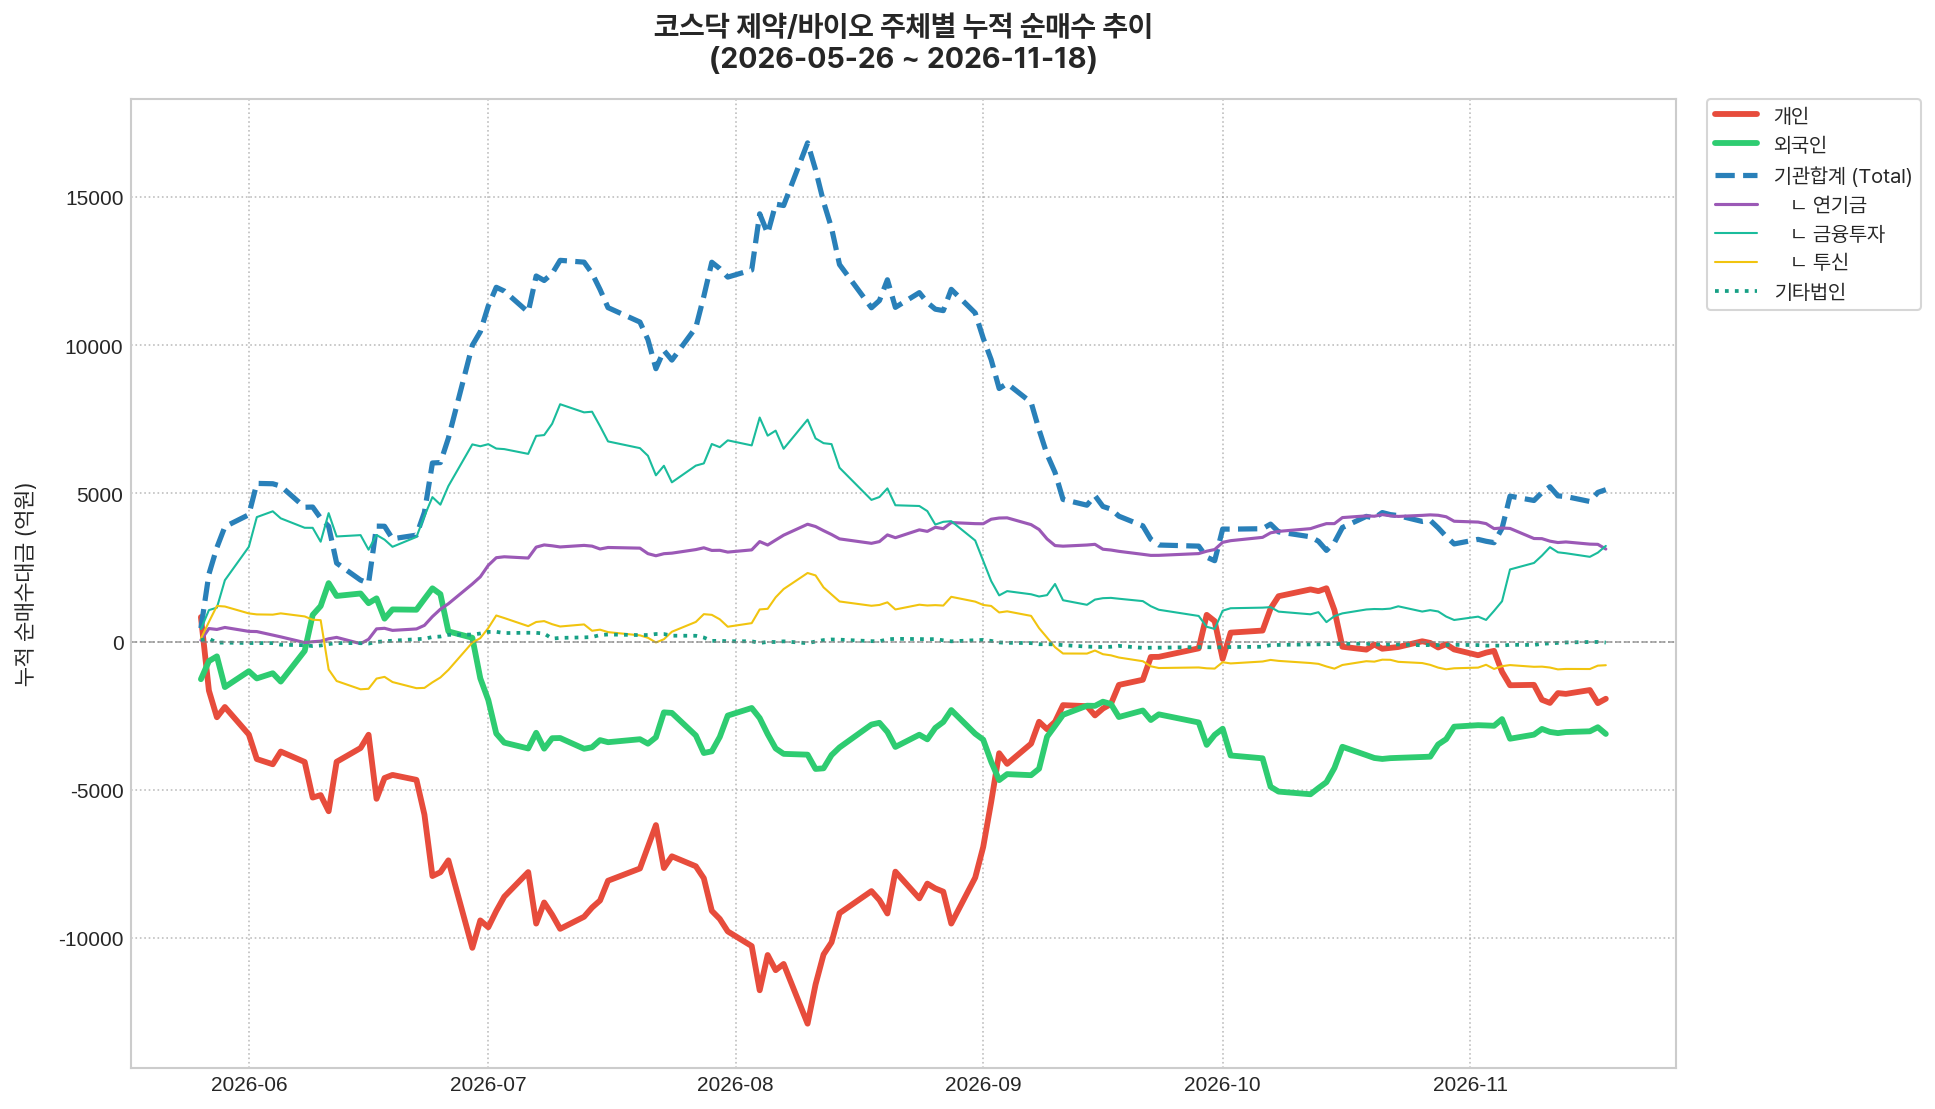 코스닥 제약/바이오 주체별 누적 순매수 추이
(2026-05-26 ~ 2026-11-18)
누적 순매수대금 (억원)
15000
10000
5000
0
-5000
-10000
2026-06
2026-07
2026-08
2026-09
2026-10
2026-11
개인
외국인
기관합계 (Total)
ㄴ 연기금
ㄴ 금융투자
ㄴ 투신
기타법인